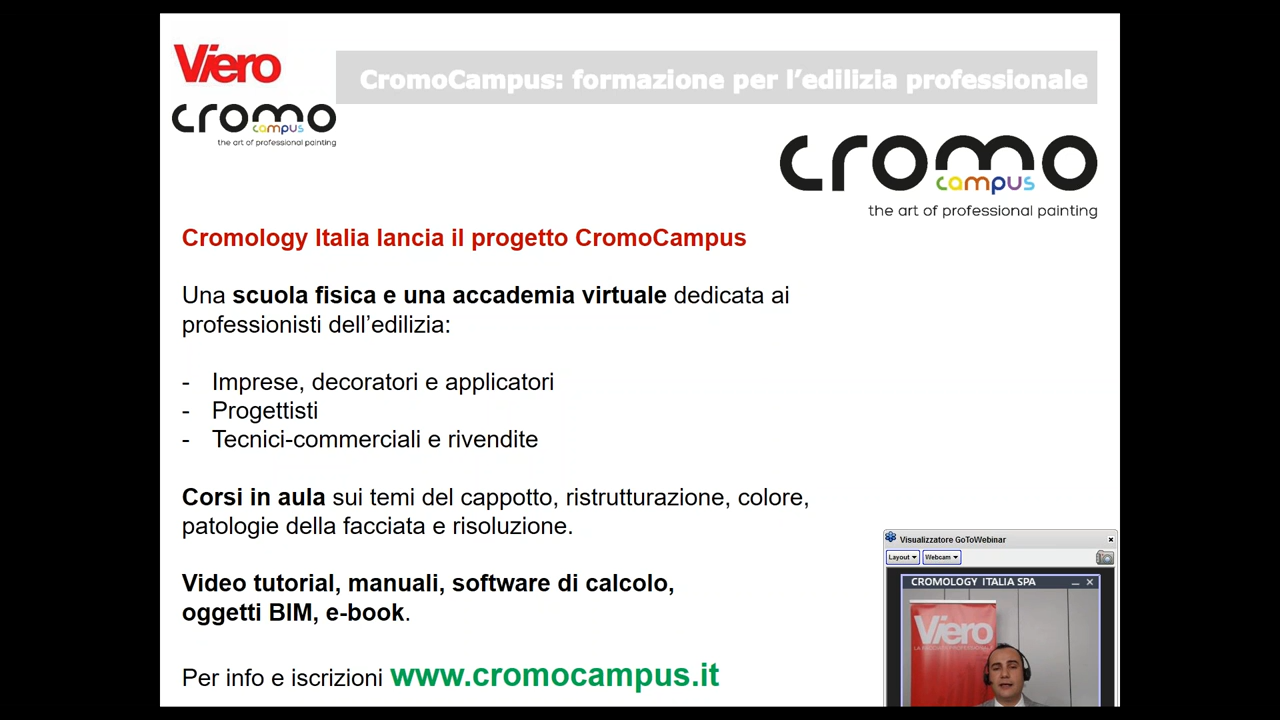 Viero
cromo
campus
the art of professional painting
CromoCampus: formazione per l’edilizia professionale
cromo
campus
the art of professional painting
Cromology Italia lancia il progetto CromoCampus
Una scuola fisica e una accademia virtuale dedicata ai
professionisti dell’edilizia:
- Imprese, decoratori e applicatori
- Progettisti
- Tecnici-commerciali e rivendite
Corsi in aula sui temi del cappotto, ristrutturazione, colore,
patologie della facciata e risoluzione.
Video tutorial, manuali, software di calcolo,
oggetti BIM, e-book.
Per info e iscrizioni www.cromocampus.it
Visualizzatore GoToWebinar
Layout Webcam
CROMOLOGY ITALIA SPA
Viero